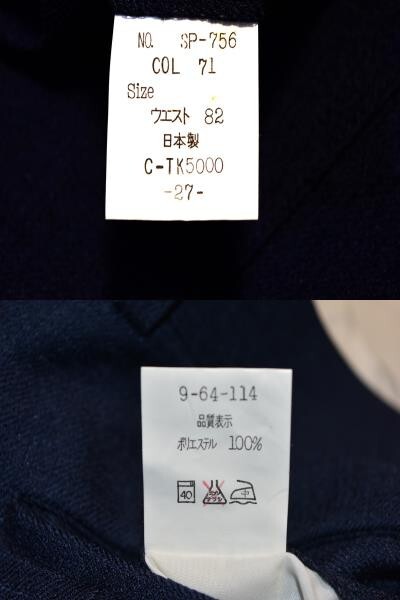 NO. SP-756
COL 71
Size
ウエスト 82
日本製
C-TK5000
-27-
9-64-114
品質表示
ポリエステル 100%
40 中